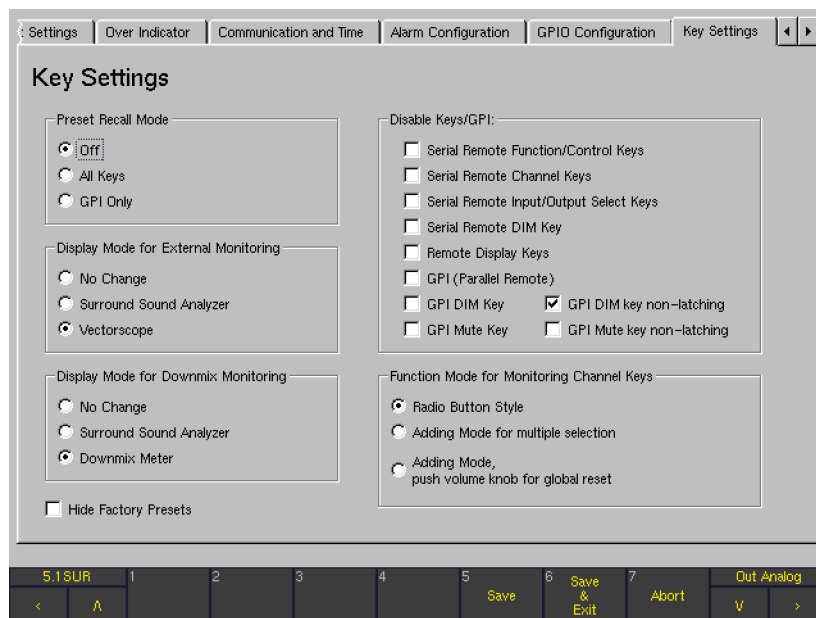 : Settings
Over Indicator
Communication and Time
Alarm Configuration
GPIO Configuration
Key Settings
Key Settings
Preset Recall Mode
Off
All Keys
GPI Only
Display Mode for External Monitoring
No Change
Surround Sound Analyzer
Vectorscope
Display Mode for Downmix Monitoring
No Change
Surround Sound Analyzer
Downmix Meter
Hide Factory Presets
Disable Keys/GPI:
Serial Remote Function/Control Keys
Serial Remote Channel Keys
Serial Remote Input/Output Select Keys
Serial Remote DIM Key
Remote Display Keys
GPI (Parallel Remote)
GPI DIM Key
GPI DIM key non-latching
GPI Mute Key
GPI Mute key non-latching
Function Mode for Monitoring Channel Keys
Radio Button Style
Adding Mode for multiple selection
Adding Mode,
push volume knob for global reset
5.1SUR
< Λ
1
2
3
4
5
Save
6
Save
&
Exit
7
Abort
Out Analog
V >